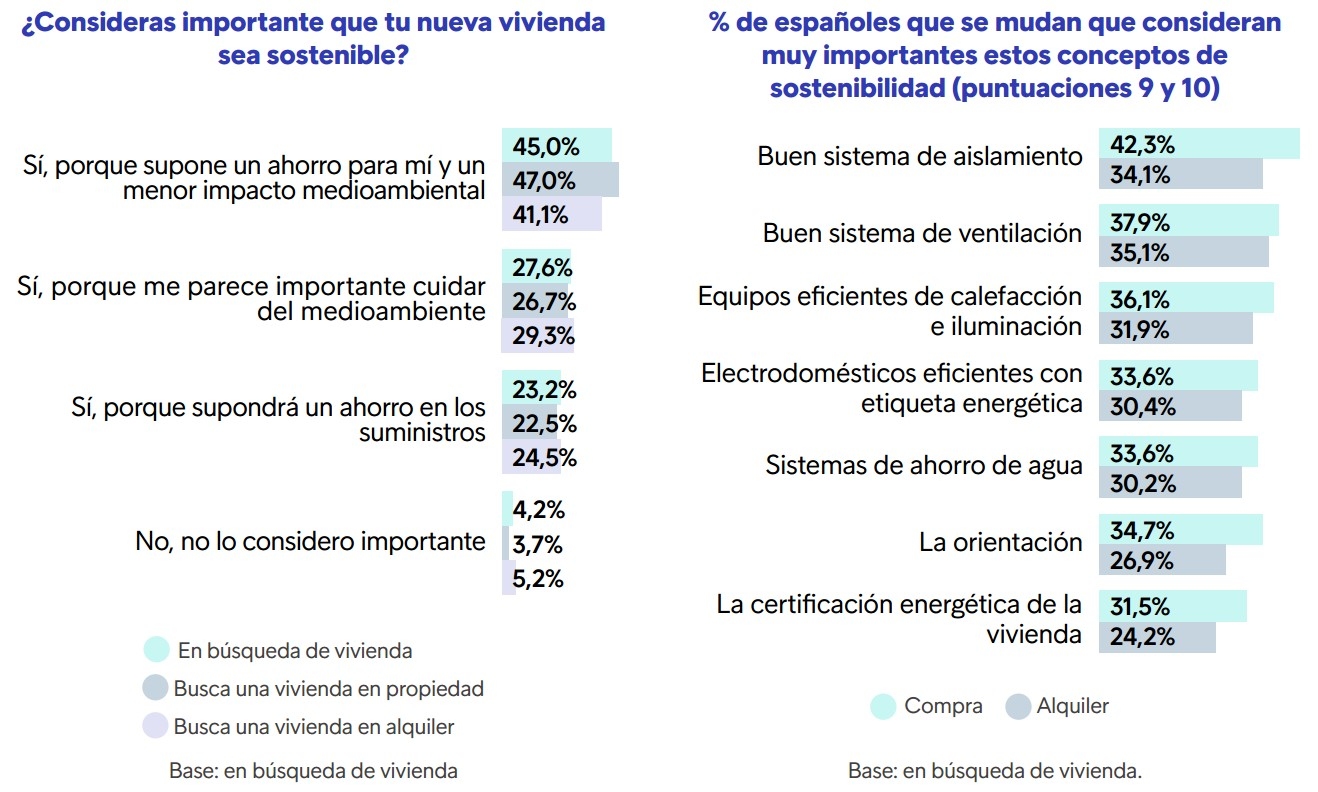 ¿Consideras importante que tu nueva vivienda
sea sostenible?
Sí, porque supone un ahorro para mí y un
menor impacto medioambiental
45,0%
47,0%
41,1%
Sí, porque me parece importante cuidar
del medioambiente
27,6%
26,7%
29,3%
Sí, porque supondrá un ahorro en los
suministros
23,2%
22,5%
24,5%
No, no lo considero importante
4,2%
3,7%
5,2%
En búsqueda de vivienda
Busca una vivienda en propiedad
Busca una vivienda en alquiler
Base: en búsqueda de vivienda
% de españoles que se mudan que consideran
muy importantes estos conceptos de
sostenibilidad (puntuaciones 9 y 10)
Buen sistema de aislamiento
42,3%
34,1%
Buen sistema de ventilación
37,9%
35,1%
Equipos eficientes de calefacción
e iluminación
36,1%
31,9%
Electrodomésticos eficientes con
etiqueta energética
33,6%
30,4%
Sistemas de ahorro de agua
33,6%
30,2%
La orientación
34,7%
26,9%
La certificación energética de la
vivienda
31,5%
24,2%
Compra
Alquiler
Base: en búsqueda de vivienda.